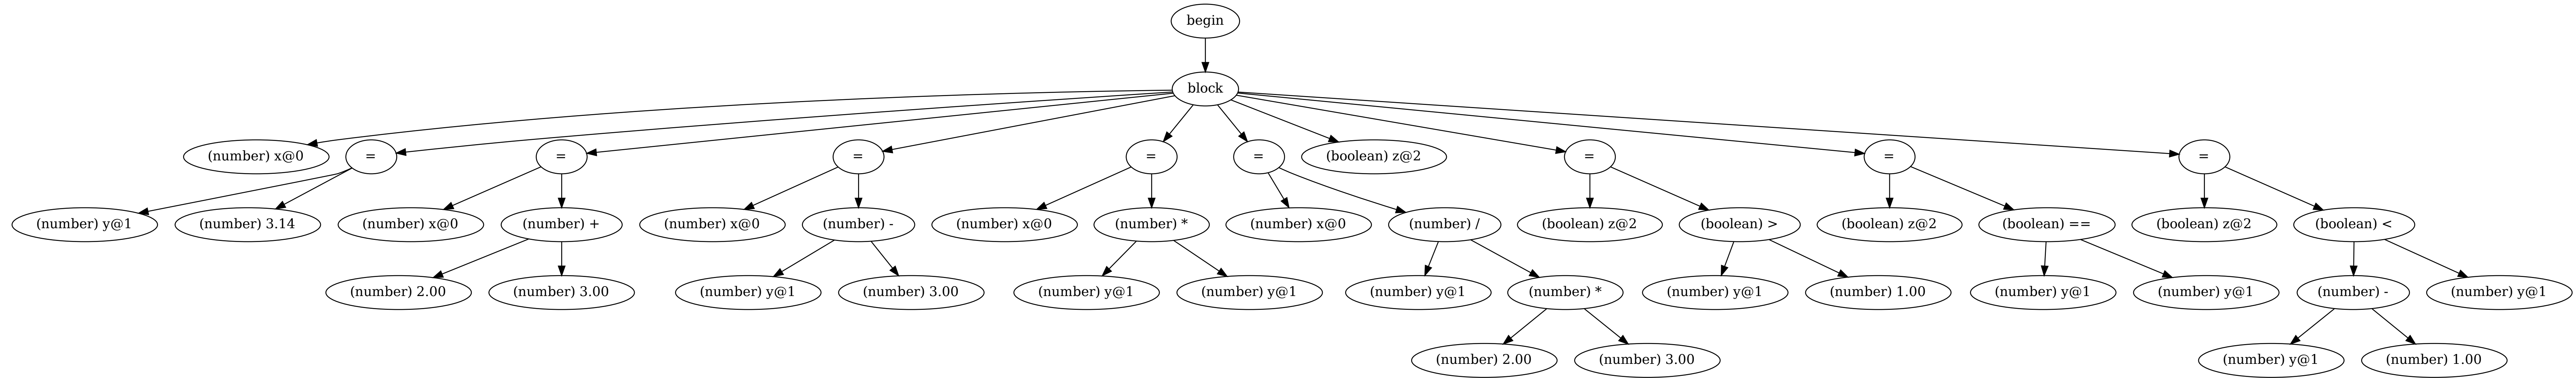 begin
block
(number) x@0
=
=
=
=
=
(boolean) z@2
=
=
=
(number) y@1
(number) 3.14
(number) x@0
(number) +
(number) x@0
(number) -
(number) x@0
(number) *
(number) x@0
(number) /
(boolean) z@2
(boolean) >
(boolean) z@2
(boolean) ==
(boolean) z@2
(boolean) <
(number) 2.00
(number) 3.00
(number) y@1
(number) 3.00
(number) y@1
(number) y@1
(number) y@1
(number) *
(number) y@1
(number) 1.00
(number) y@1
(number) y@1
(number) -
(number) y@1
(number) 2.00
(number) 3.00
(number) y@1
(number) 1.00